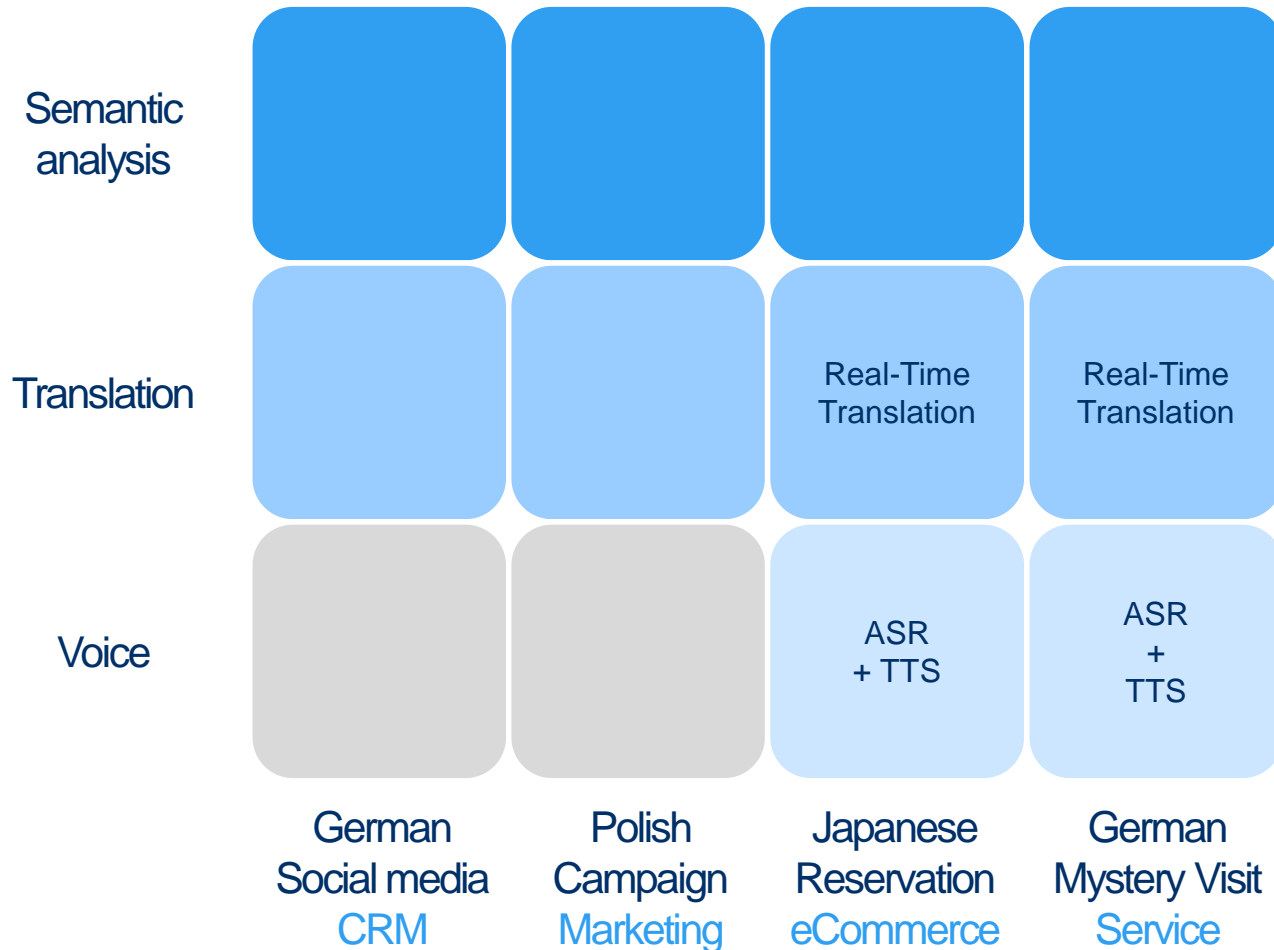 Semantic
analysis
Translation
Real-Time
Translation
Real-Time
Translation
Voice
ASR
+ TTS
ASR
+
TTS
German
Social media
CRM
Polish
Campaign
Marketing
Japanese
Reservation
eCommerce
German
Mystery Visit
Service